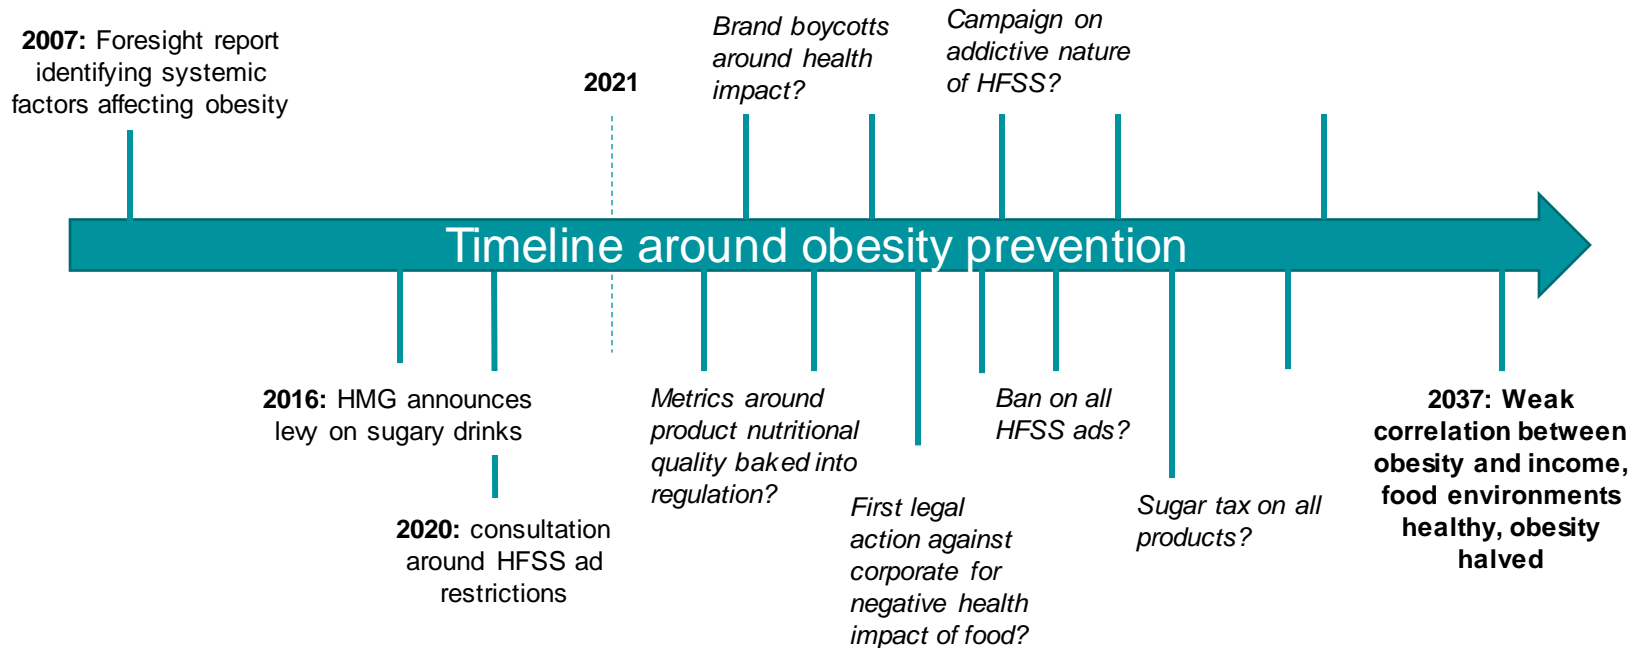 2007: Foresight report
identifying systemic
factors affecting obesity
2021
Brand boycotts
around health
impact?
Campaign on
addictive nature
of HFSS?
Timeline around obesity prevention
2016: HMG announces
levy on sugary drinks
2020: consultation
around HFSS ad
restrictions
Metrics around
product nutritional
quality baked into
regulation?
First legal
action against
corporate for
negative health
impact of food?
Ban on all
HFSS ads?
Sugar tax on all
products?
2037: Weak
correlation between
obesity and income,
food environments
healthy, obesity
halved